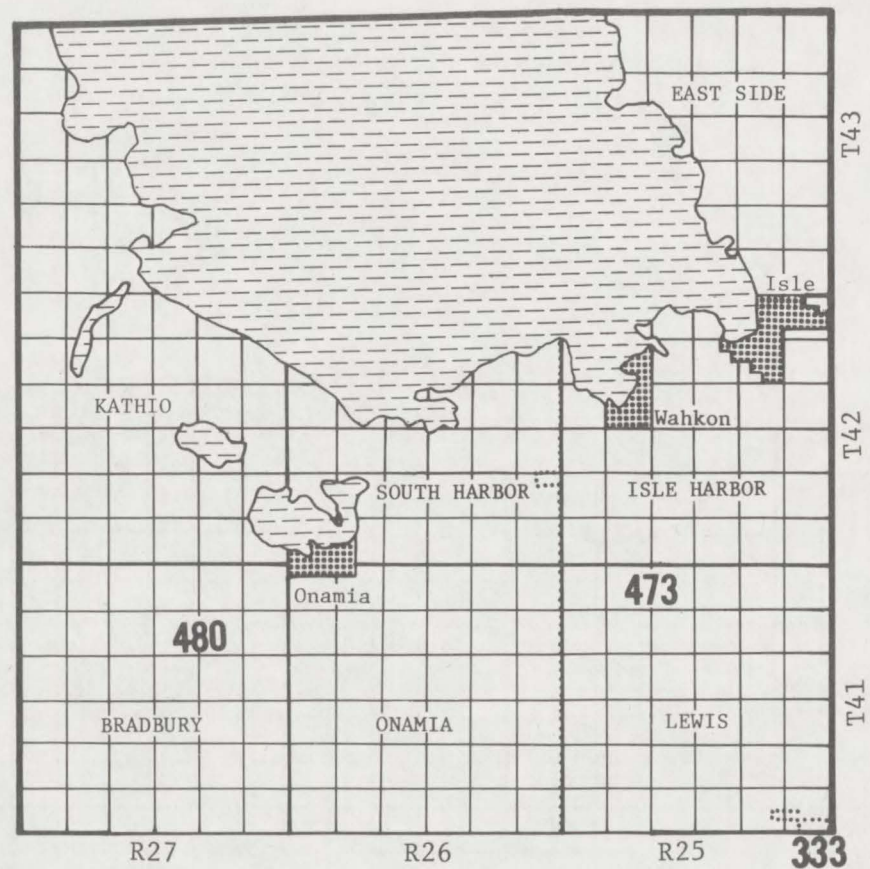 EAST SIDE
T43
Isle
KATHIO
Wahkon
T42
SOUTH HARBOR
ISLE HARBOR
Onamia
473
480
BRADBURY
ONAMIA
LEWIS
T41
R27
R26
R25
333